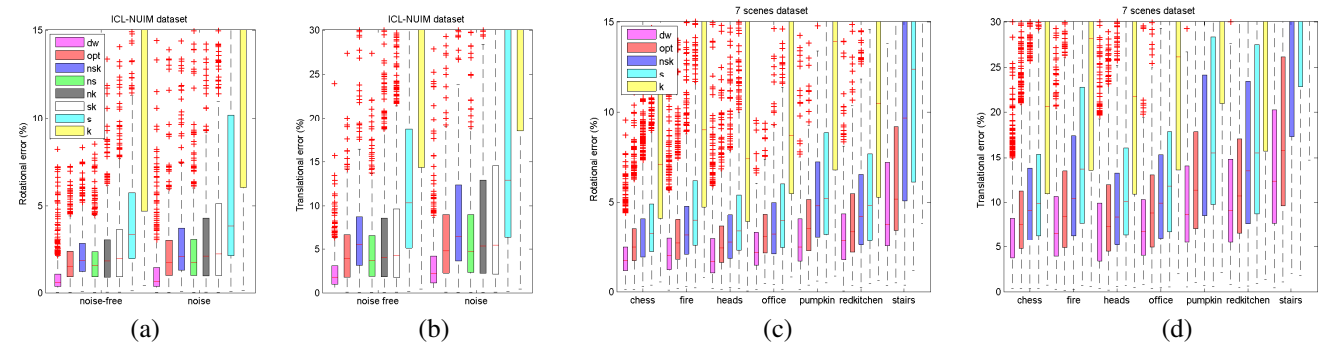 ICL-NUIM dataset
Rotational error (%)
15
10
5
0
dw
opt
nsk
ns
nk
sk
s
k
noise-free
noise
(a)
ICL-NUIM dataset
Translational error (%)
30
25
20
15
10
5
0
noise free
noise
(b)
7 scenes dataset
Rotational error (%)
15
10
5
0
dw
opt
nsk
s
k
chess
fire
heads
office
pumpkin
redkitchen
stairs
(c)
7 scenes dataset
Translational error (%)
30
25
20
15
10
5
0
chess
fire
heads
office
pumpkin
redkitchen
stairs
(d)